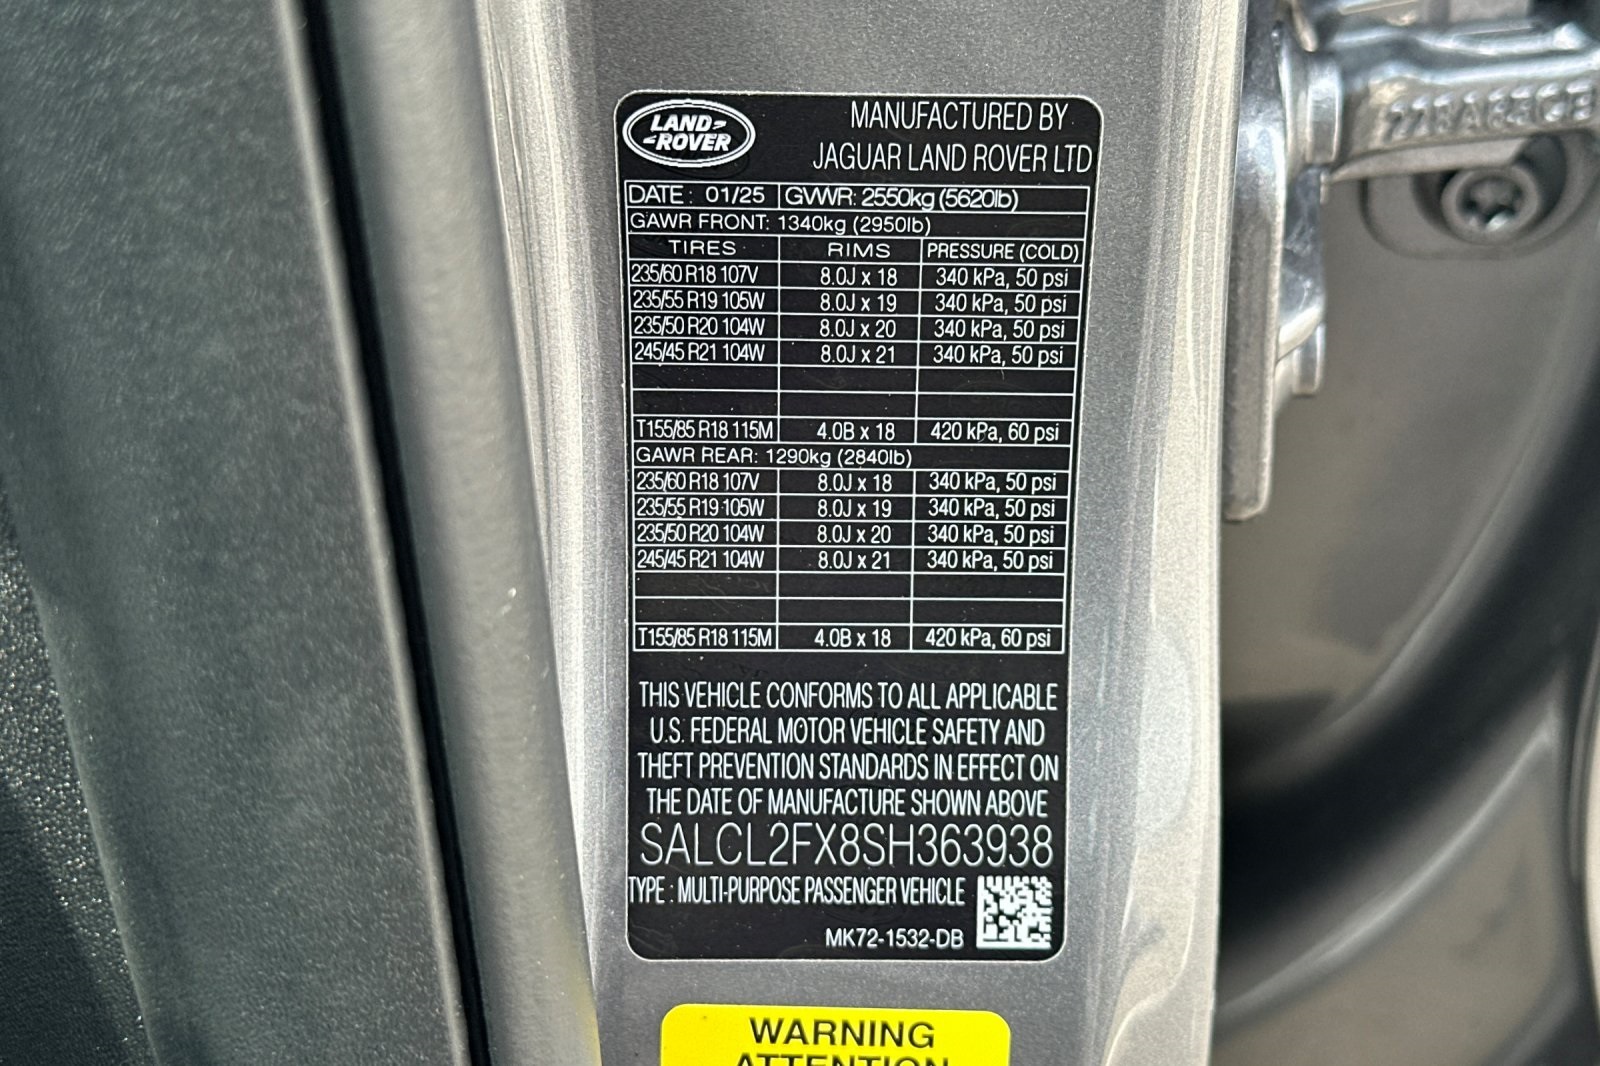 LAND-
-ROVER
MANUFACTURED BY
JAGUAR LAND ROVER LTD
DATE: 01/25 GVWR: 2550kg (5620lb)
GAWR FRONT: 1340kg (2950lb)
TIRES RIMS PRESSURE (COLD)
235/60 R18 107V 8.0J x 18 340 kPa, 50 psi
235/55 R19 105W 8.0J x 19 340 kPa, 50 psi
235/50 R20 104W 8.0J x 20 340 kPa, 50 psi
245/45 R21 104W 8.0J x 21 340 kPa, 50 psi
T155/85 R18 115M 4.0B x 18 420 kPa, 60 psi
GAWR REAR: 1290kg (2840lb)
235/60 R18 107V 8.0J x 18 340 kPa, 50 psi
235/55 R19 105W 8.0J x 19 340 kPa, 50 psi
235/50 R20 104W 8.0J x 20 340 kPa, 50 psi
245/45 R21 104W 8.0J x 21 340 kPa, 50 psi
T155/85 R18 115M 4.0B x 18 420 kPa, 60 psi
THIS VEHICLE CONFORMS TO ALL APPLICABLE
U.S. FEDERAL MOTOR VEHICLE SAFETY AND
THEFT PREVENTION STANDARDS IN EFFECT ON
THE DATE OF MANUFACTURE SHOWN ABOVE
SALCL2FX8SH363938
TYPE : MULTI-PURPOSE PASSENGER VEHICLE
MK72-1532-DB
WARNING
ATTENTION